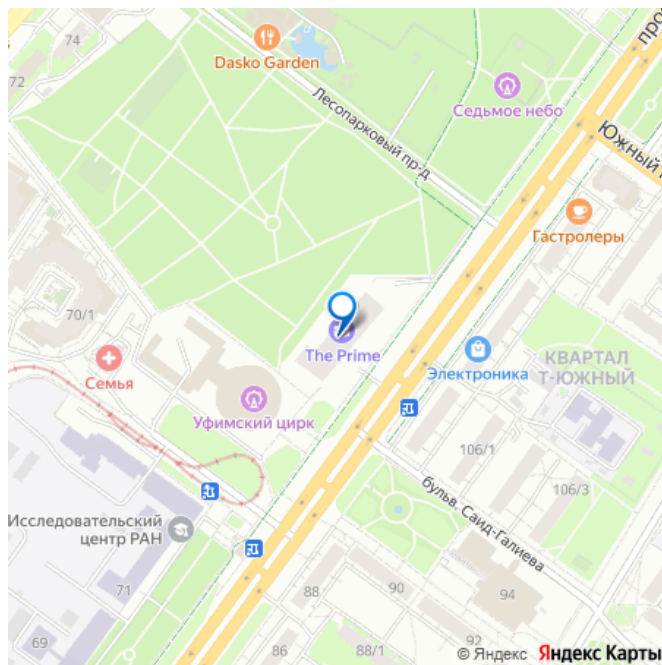 74
72
Dasko Garden
Лесопарковый пр-д
Седьмое небо
про
Южный п
Гастролеры
70/1
Семья
The Prime
Уфимский цирк
Электроника
КВАРТАЛ
Т-ЮЖНЫЙ
106/1
106/3
бульв. Саид-Галиева
Исследовательский
центр РАН
71
69
88
90
94
86
88/1
92
© Яндекс Яндекс Карты